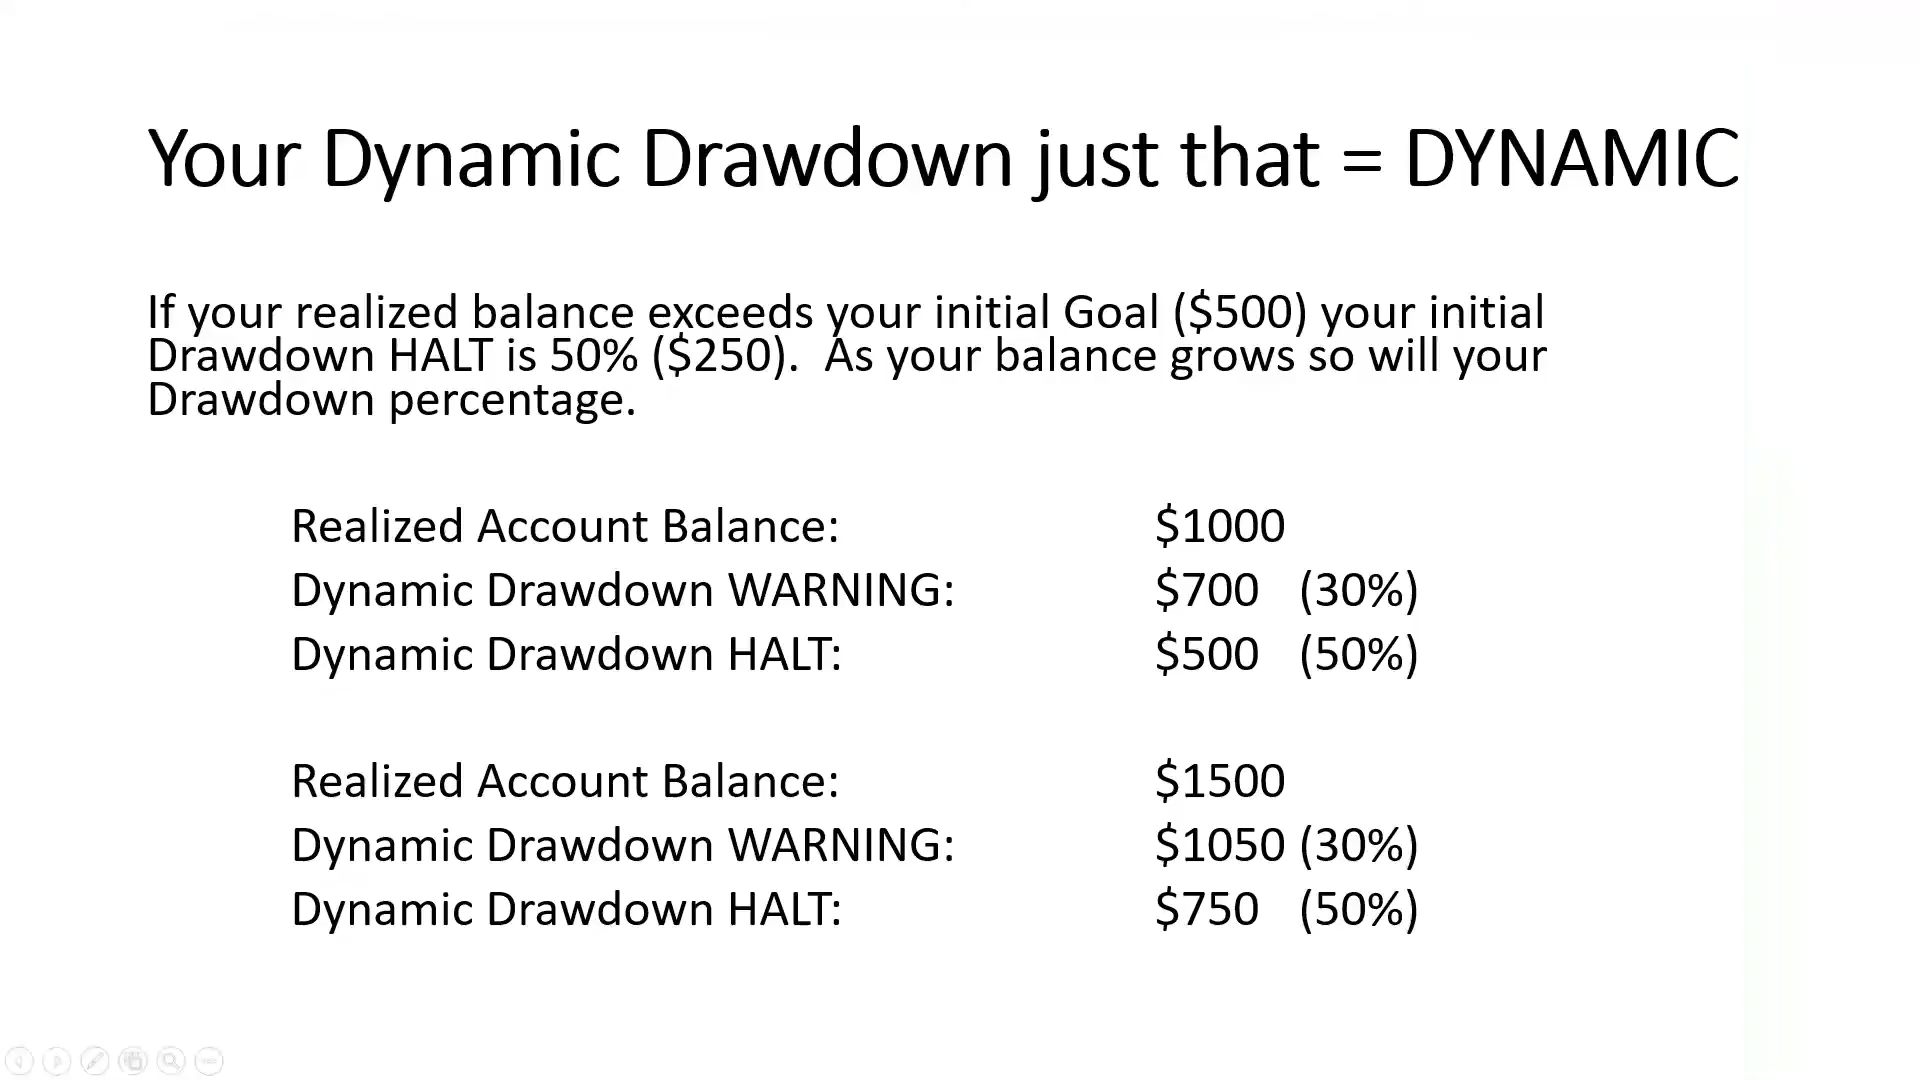 Your Dynamic Drawdown just that = DYNAMIC
If your realized balance exceeds your initial Goal ($500) your initial
Drawdown HALT is 50% ($250).  As your balance grows so will your
Drawdown percentage.
Realized Account Balance: $1000
Dynamic Drawdown WARNING: $700 (30%)
Dynamic Drawdown HALT: $500 (50%)
Realized Account Balance: $1500
Dynamic Drawdown WARNING: $1050 (30%)
Dynamic Drawdown HALT: $750 (50%)